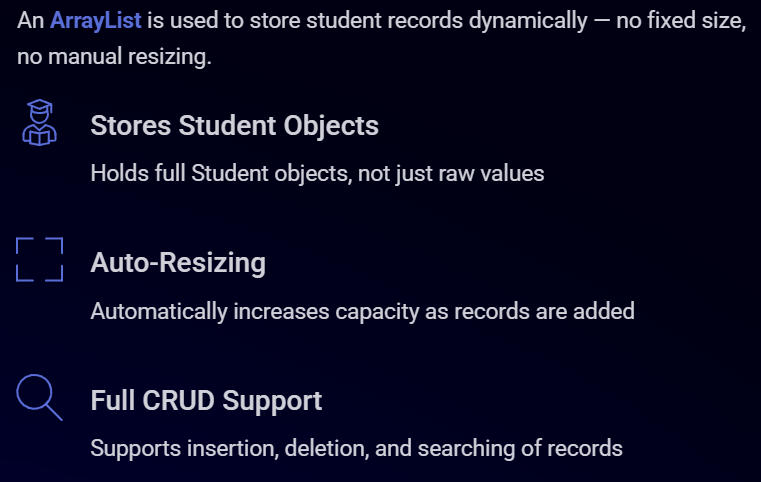 An ArrayList is used to store student records dynamically — no fixed size,
no manual resizing.
Stores Student Objects
Holds full Student objects, not just raw values
Auto-Resizing
Automatically increases capacity as records are added
Full CRUD Support
Supports insertion, deletion, and searching of records